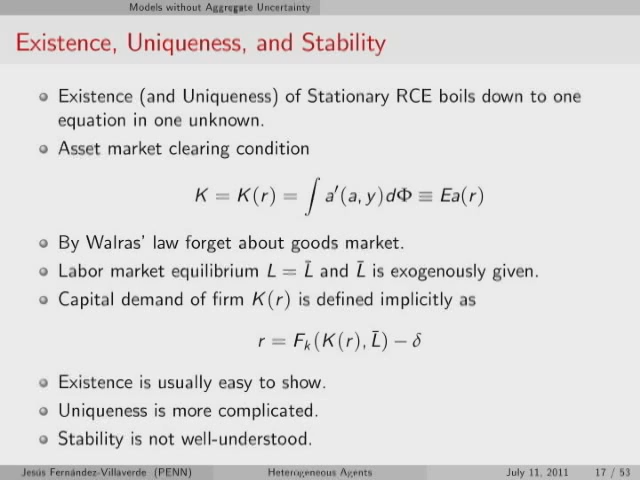 Models without Aggregate Uncertainty
Existence, Uniqueness, and Stability
Existence (and Uniqueness) of Stationary RCE boils down to one
equation in one unknown.
Asset market clearing condition
K = K(r) = ∫ a′(a, y)dΦ ≡ Ea(r)
By Walras' law forget about goods market.
Labor market equilibrium L = L̄ and L̄ is exogenously given.
Capital demand of firm K(r) is defined implicitly as
r = Fₖ(K(r), L̄) − δ
Existence is usually easy to show.
Uniqueness is more complicated.
Stability is not well-understood.
Jesús Fernández-Villaverde (PENN) Heterogeneous Agents July 11, 2011 17 / 53